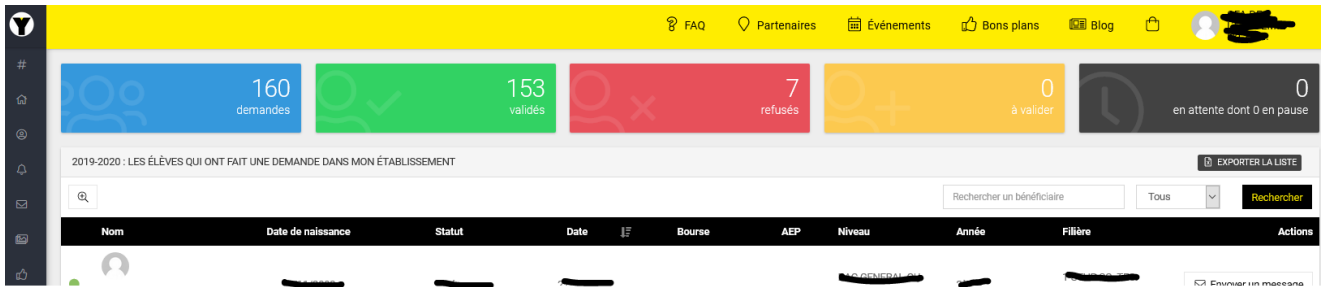 Y
FAQ
Partenaires
Événements
Bons plans
Blog
#
160
demandes
153
validés
7
refusés
0
à valider
0
en attente dont 0 en pause
2019-2020 : LES ÉLÈVES QUI ONT FAIT UNE DEMANDE DANS MON ÉTABLISSEMENT
EXPORTER LA LISTE
Rechercher un bénéficiaire
Tous
Rechercher
Nom Date de naissance Statut Date Bourse AEP Niveau Année Filière Actions
Envoyer un message